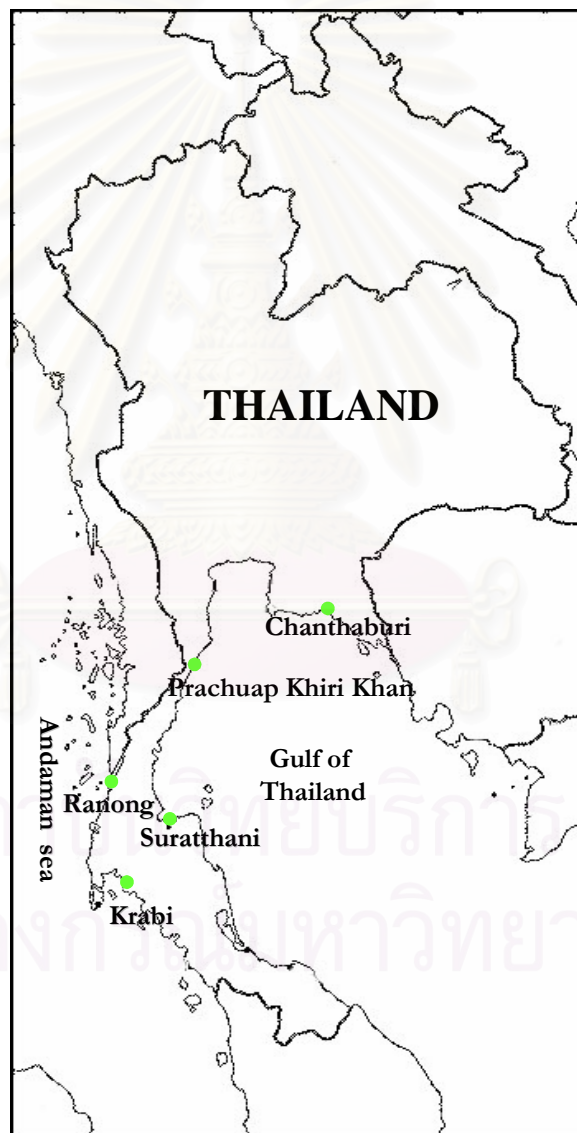 THAILAND
Chanthaburi
Prachuap Khiri Khan
Andaman sea
Gulf of
Thailand
Ranong
Suratthani
Krabi